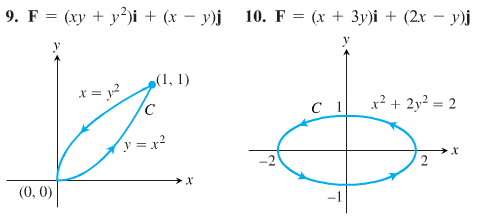 9. F = (xy + y²)i + (x − y)j
y
(1, 1)
x = y²
C
y = x²
x
(0, 0)
10. F = (x + 3y)i + (2x − y)j
y
C 1 x² + 2y² = 2
x
−2 2
−1